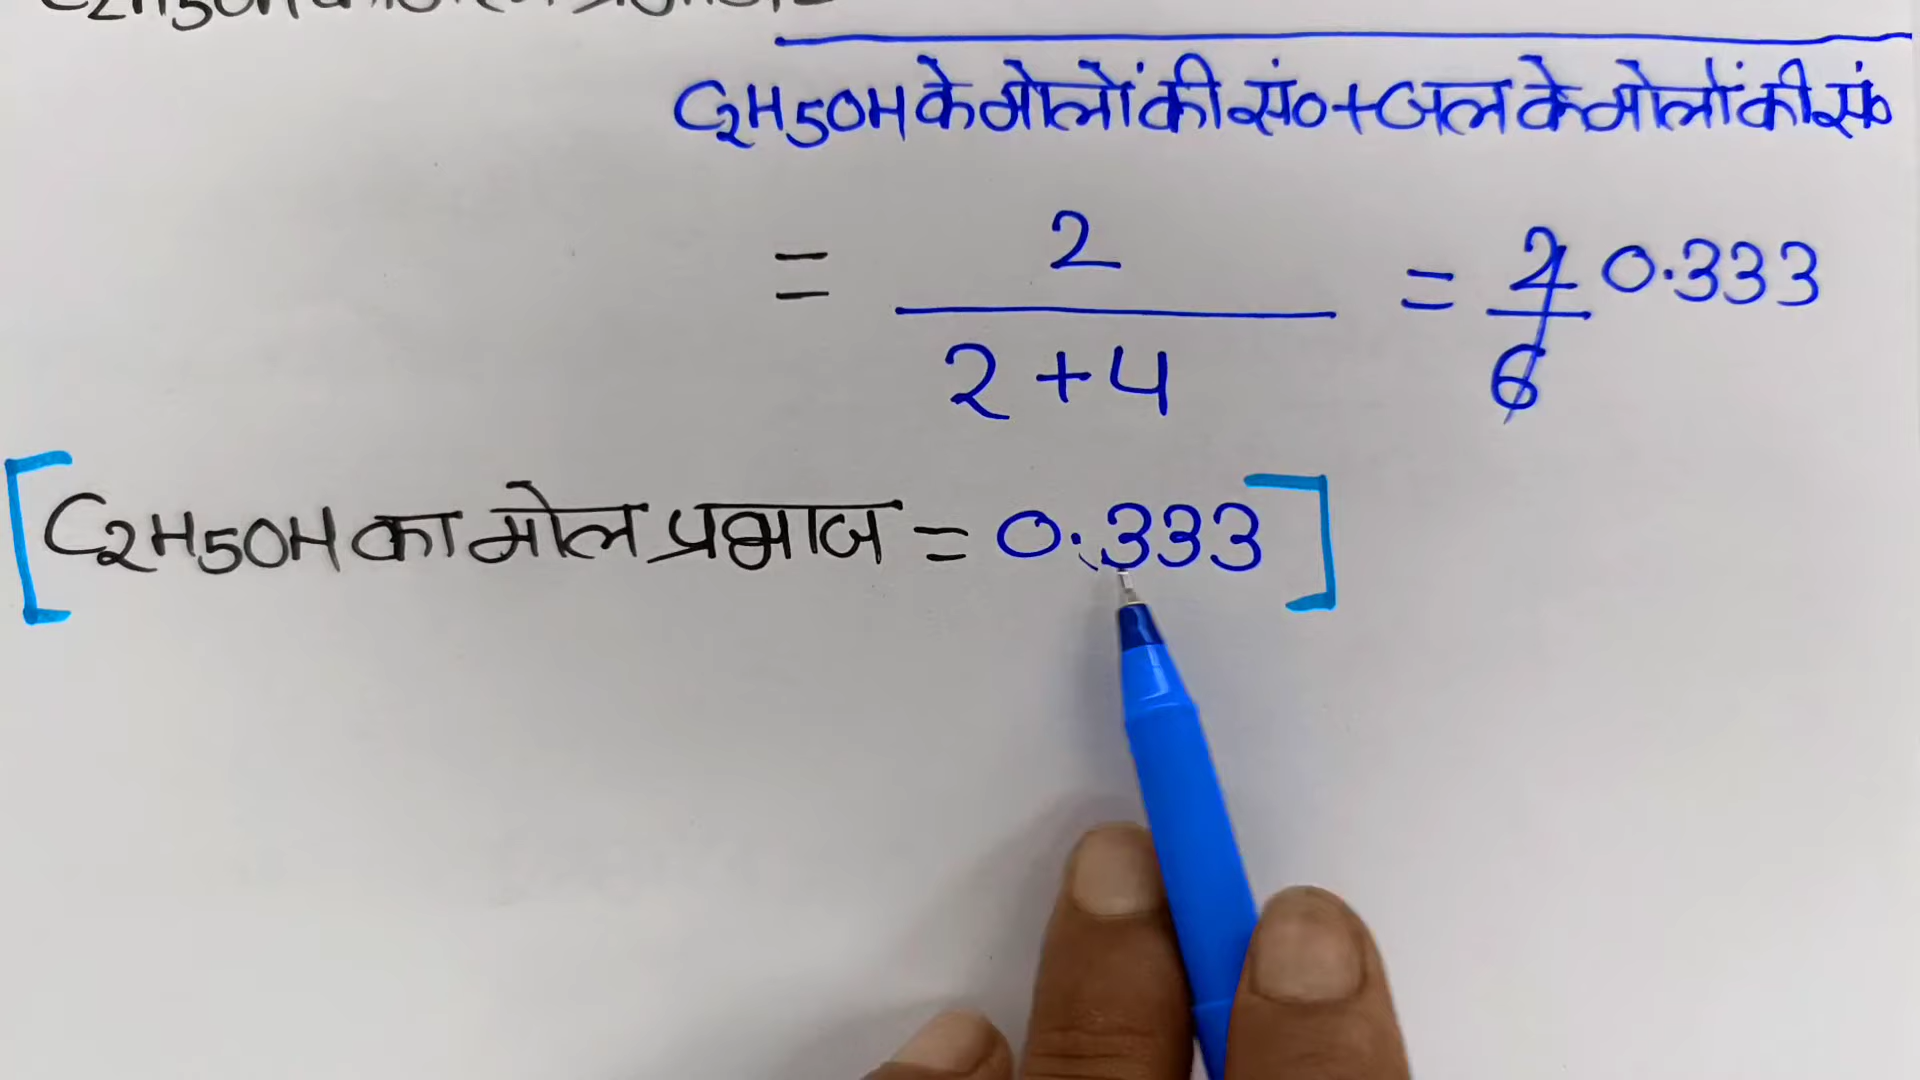 C2H5OH के मोलों की सं० + जल के मोलों की सं०
= 2 = 2 0.333
2 + 4 6
[C2H5OH का मोल प्रभाज = 0.333]